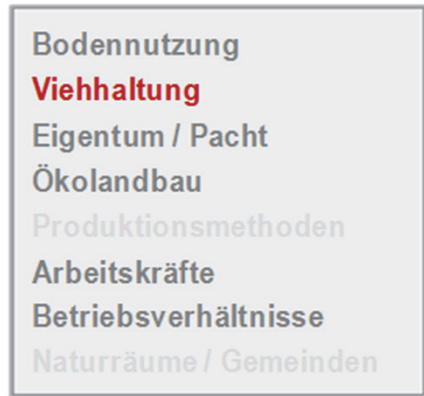 Bodennutzung
Viehhaltung
Eigentum / Pacht
Ökolandbau
Produktionsmethoden
Arbeitskräfte
Betriebsverhältnisse
Naturräume / Gemeinden